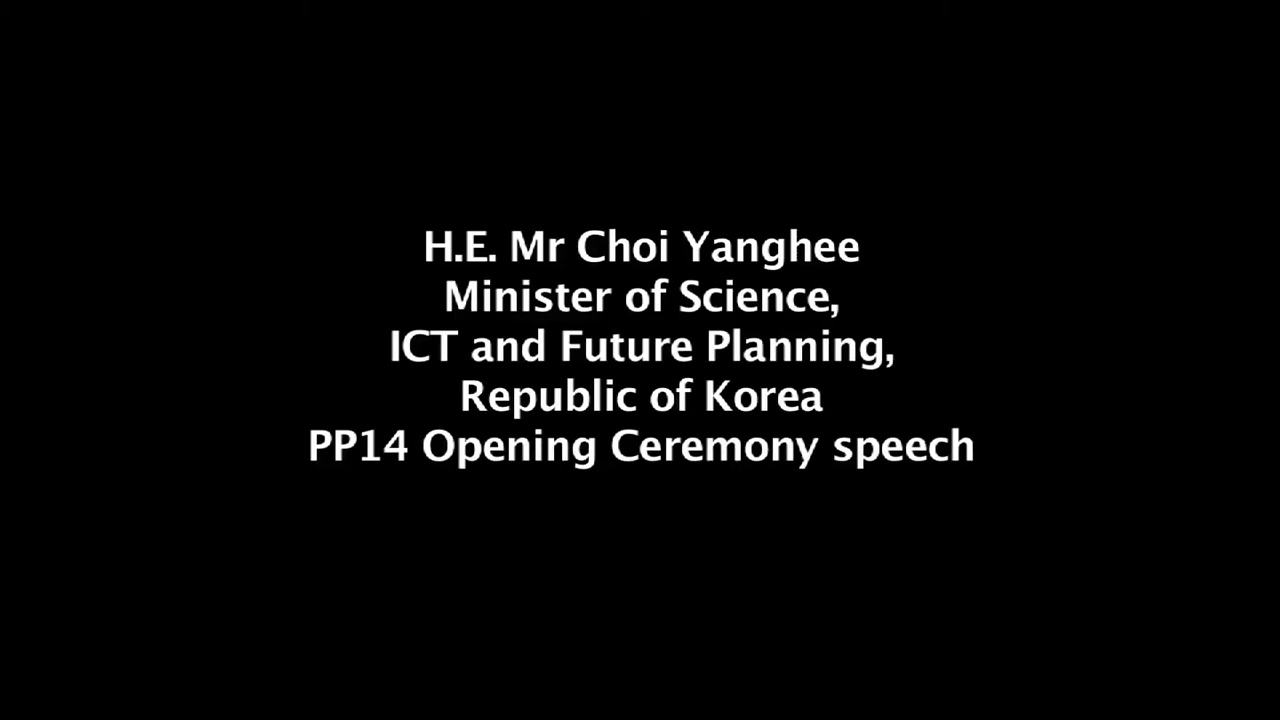 H.E. Mr Choi Yanghee
Minister of Science,
ICT and Future Planning,
Republic of Korea
PP14 Opening Ceremony speech